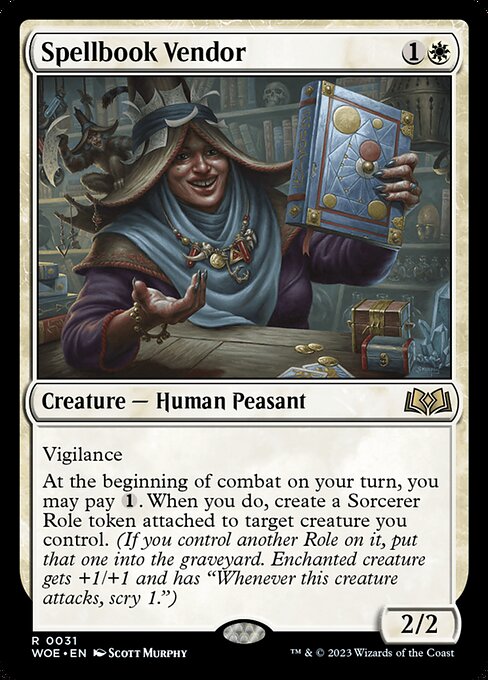 Spellbook Vendor 1
Creature — Human Peasant
Vigilance
At the beginning of combat on your turn, you
may pay 1. When you do, create a Sorcerer
Role token attached to target creature you
control. (If you control another Role on it, put
that one into the graveyard. Enchanted creature
gets +1/+1 and has “Whenever this creature
attacks, scry 1.”)
2/2
R 0031
WOE • EN Scott Murphy
™ & © 2023 Wizards of the Coast